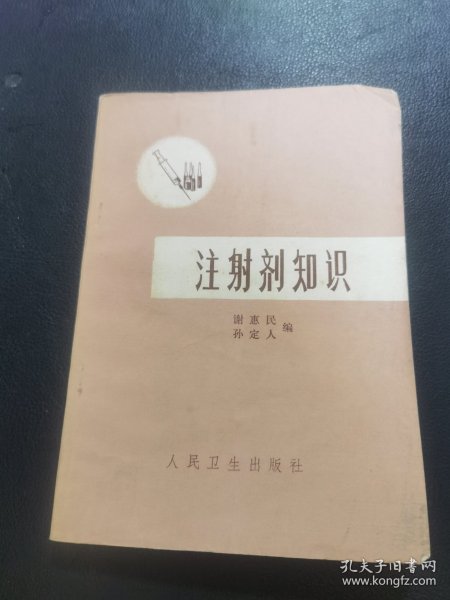 注射剂知识
谢惠民
孙定人
编
人民卫生出版社
孔夫子旧书网
www.kongfz.com